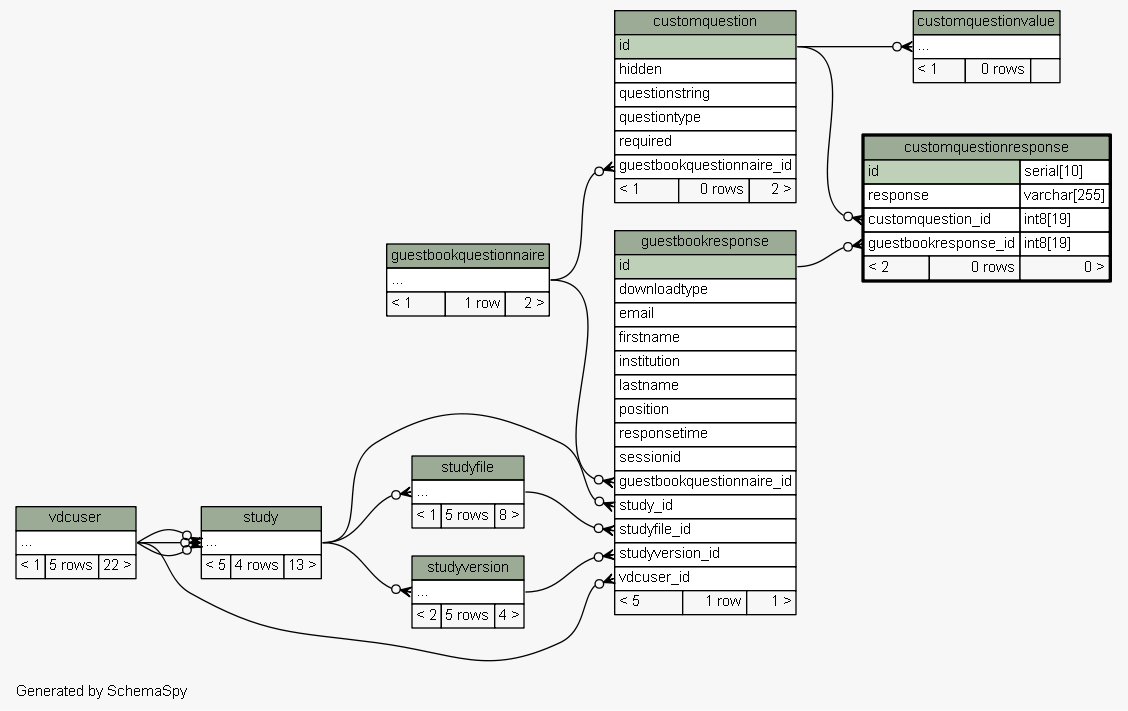 customquestion
id
hidden
questionstring
questiontype
required
guestbookquestionnaire_id
< 1 0 rows 2 >
customquestionvalue
...
< 1 0 rows
customquestionresponse
id serial[10]
response varchar[255]
customquestion_id int8[19]
guestbookresponse_id int8[19]
< 2 0 rows 0 >
guestbookquestionnaire
...
< 1 1 row 2 >
guestbookresponse
id
downloadtype
email
firstname
institution
lastname
position
responsetime
sessionid
guestbookquestionnaire_id
study_id
studyfile_id
studyversion_id
vdcuser_id
< 5 1 row 1 >
studyfile
...
< 1 5 rows 8 >
vdcuser
...
< 1 5 rows 22 >
study
...
< 5 4 rows 13 >
studyversion
...
< 2 5 rows 4 >
Generated by SchemaSpy